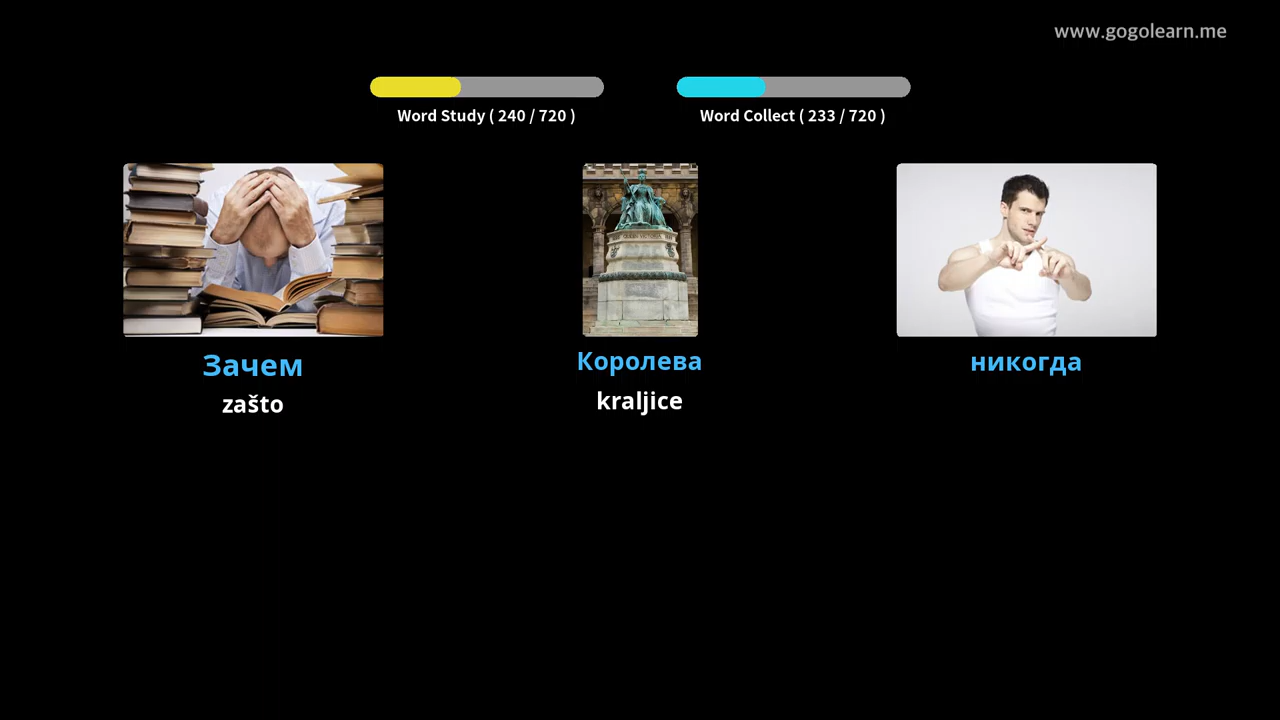 www.gogolearn.me
Word Study ( 240 / 720 )
Word Collect ( 233 / 720 )
Зачем
Королева
никогда
zašto
kraljice